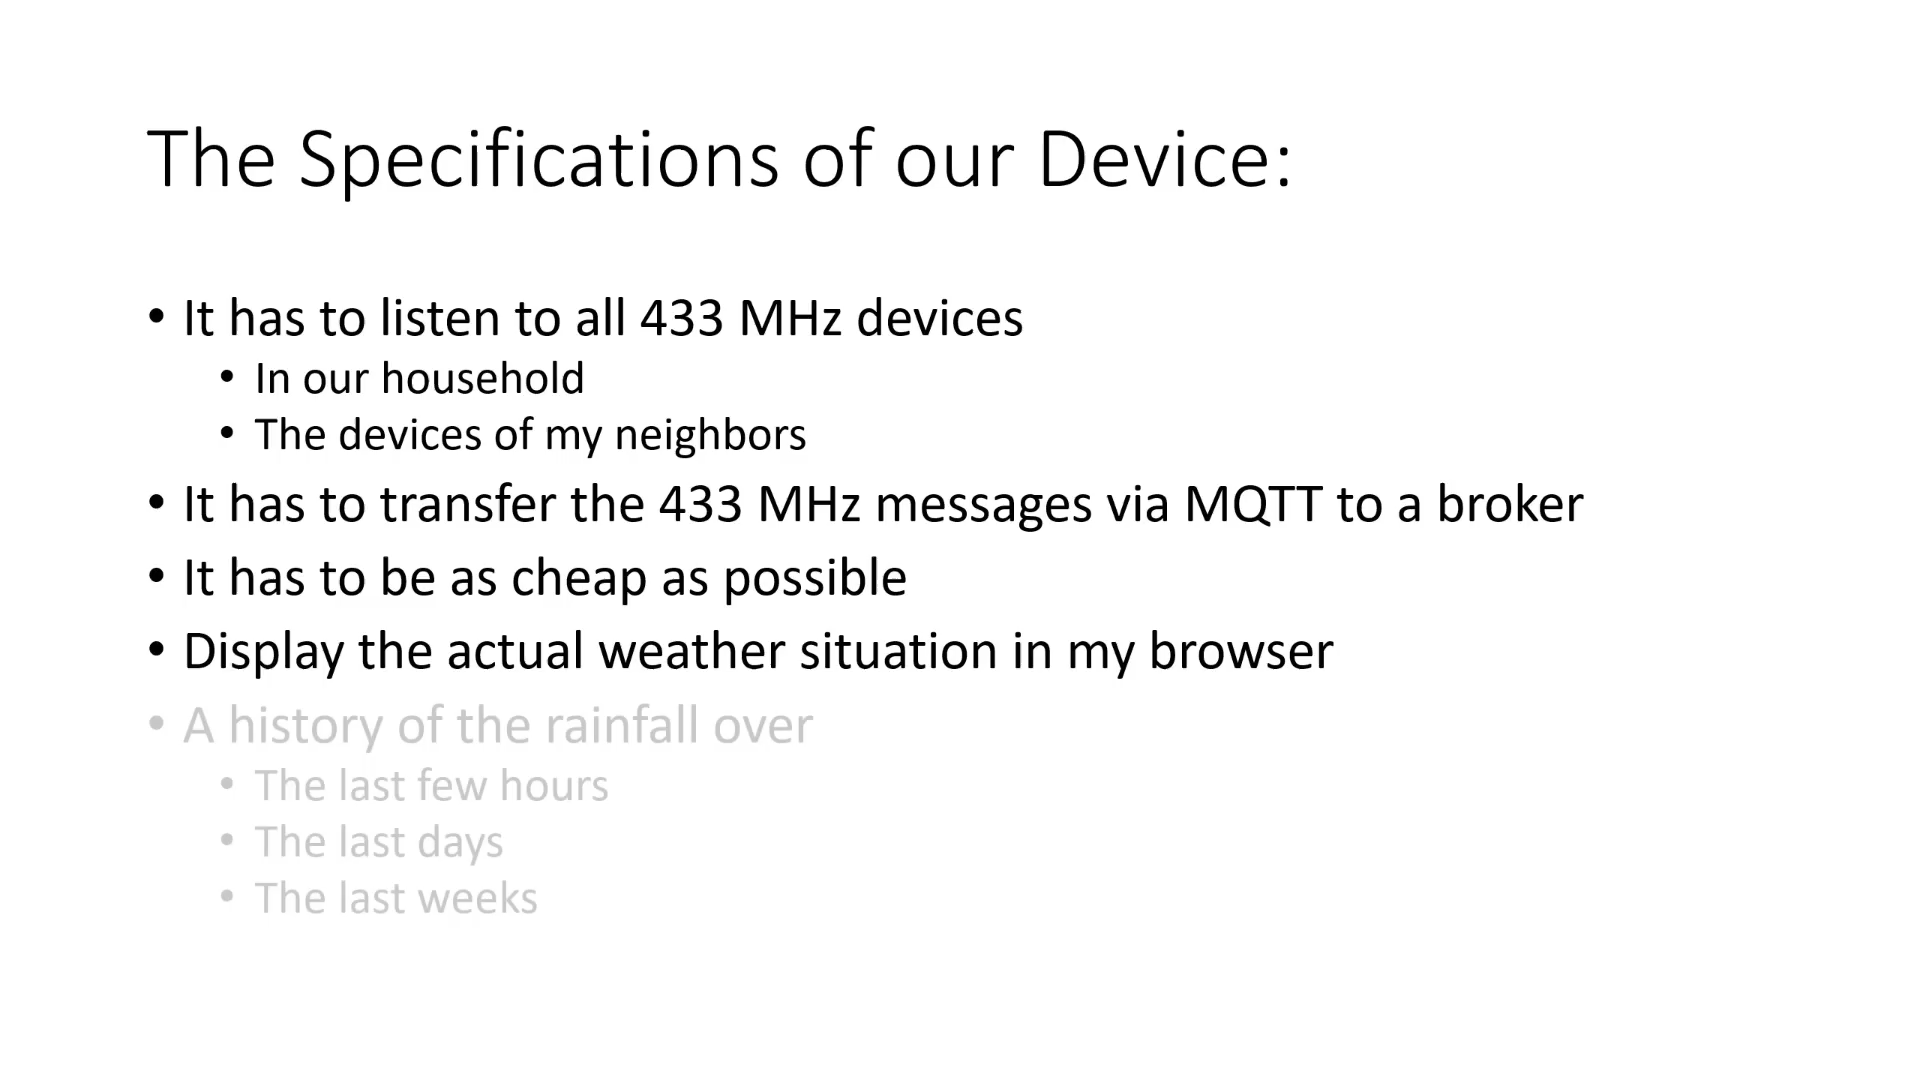 The Specifications of our Device:
• It has to listen to all 433 MHz devices
• In our household
• The devices of my neighbors
• It has to transfer the 433 MHz messages via MQTT to a broker
• It has to be as cheap as possible
• Display the actual weather situation in my browser
• A history of the rainfall over
• The last few hours
• The last days
• The last weeks